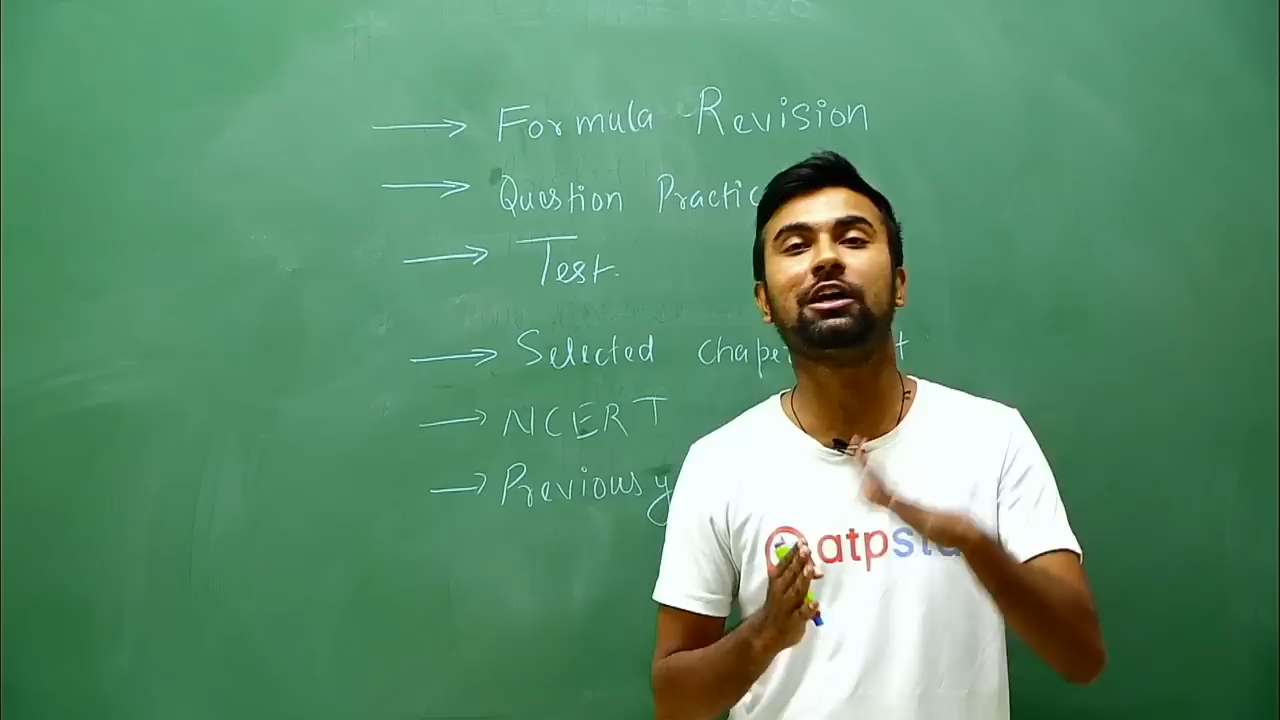 → Formula Revision
→ Question Practic
→ Test.
→ Selected chape t
→ NCERT
→ Previous y
atpst